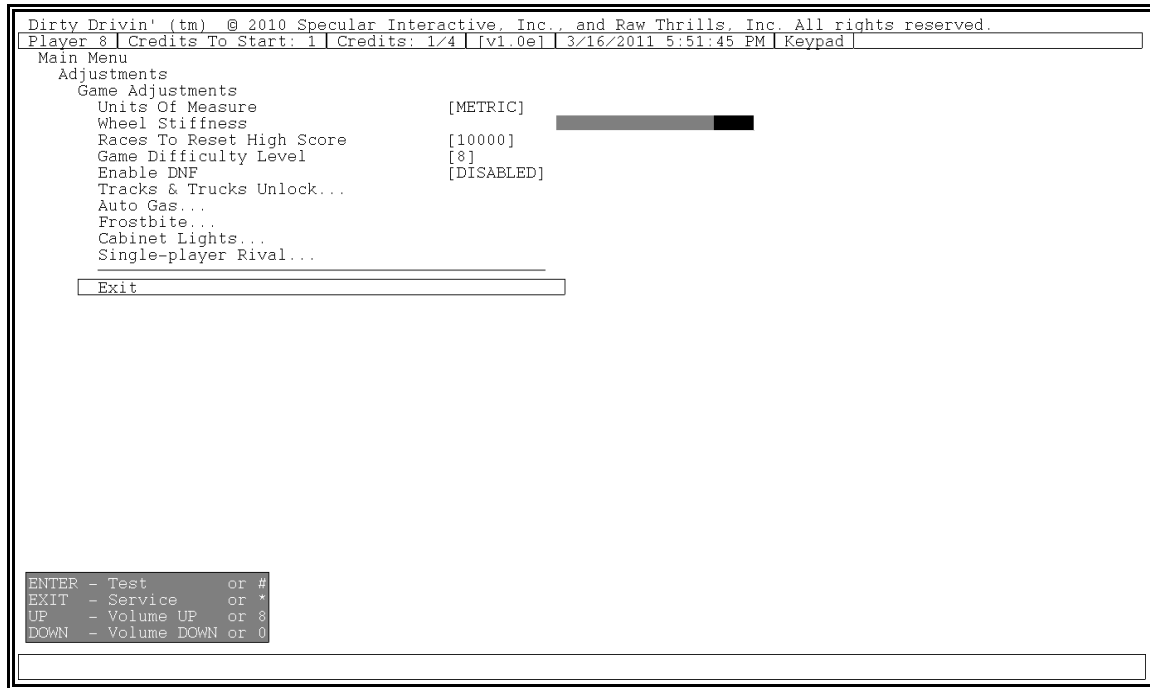 Dirty Drivin' (tm) @ 2010 Specular Interactive, Inc., and Raw Thrills, Inc. All rights reserved.
Player 8 Credits To Start: 1 Credits: 1/4 [v1.0e] 3/16/2011 5:51:45 PM Keypad
Main Menu
Adjustments
Game Adjustments
Units Of Measure [METRIC]
Wheel Stiffness
Races To Reset High Score [10000]
Game Difficulty Level [8]
Enable DNF [DISABLED]
Tracks & Trucks Unlock...
Auto Gas...
Frostbite...
Cabinet Lights...
Single-player Rival...
Exit
ENTER - Test or #
EXIT - Service or *
UP - Volume UP or 8
DOWN - Volume DOWN or 0